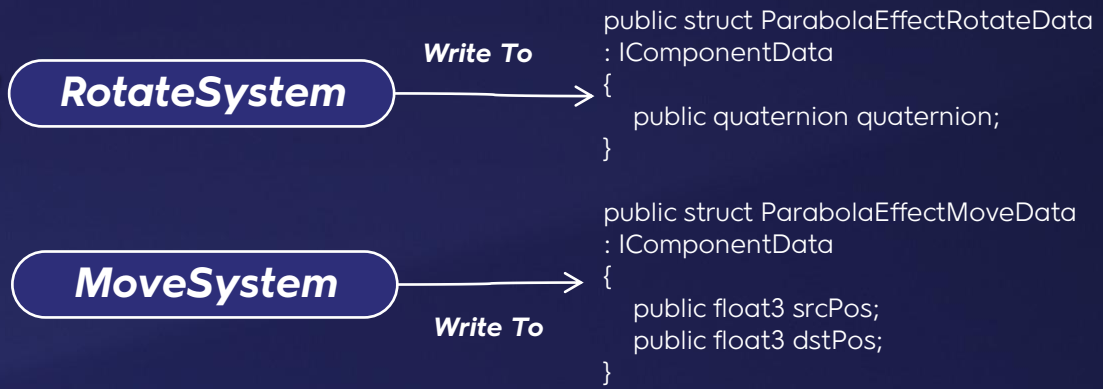 RotateSystem
Write To
public struct ParabolaEffectRotateData
: IComponentData
{
public quaternion quaternion;
}
MoveSystem
Write To
public struct ParabolaEffectMoveData
: IComponentData
{
public float3 srcPos;
public float3 dstPos;
}